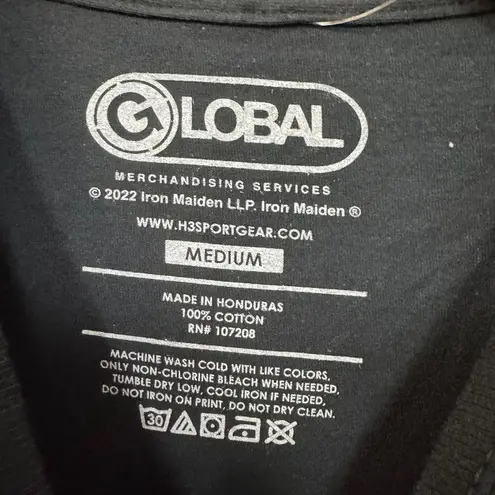 GLOBAL
MERCHANDISING SERVICES
© 2022 Iron Maiden LLP. Iron Maiden ®
WWW.H3SPORTGEAR.COM
MEDIUM
MADE IN HONDURAS
100% COTTON
RN# 107208
MACHINE WASH COLD WITH LIKE COLORS,
ONLY NON-CHLORINE BLEACH WHEN NEEDED,
TUMBLE DRY LOW, COOL IRON IF NEEDED,
DO NOT IRON ON PRINT, DO NOT DRY CLEAN.
30